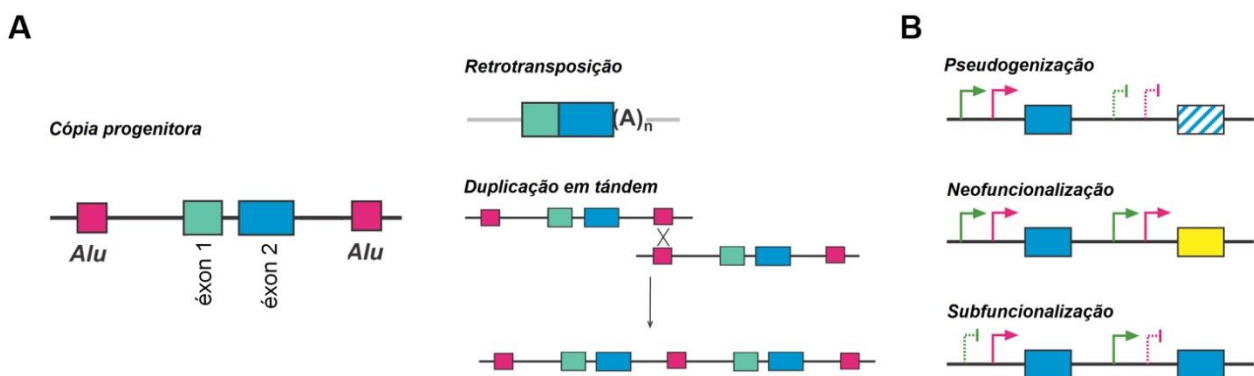 A
Cópia progenitora
Alu
éxon 1
éxon 2
Alu
Retrotransposição
(A)n
Duplicação em tándem
B
Pseudogenização
Neofuncionalização
Subfuncionalização